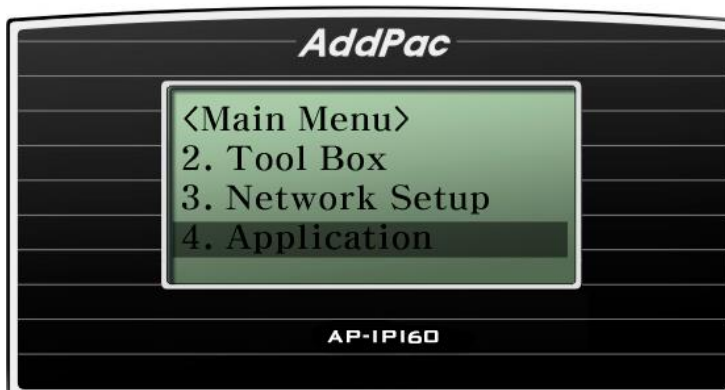 AddPac
<Main Menu>
2. Tool Box
3. Network Setup
4. Application
AP-IP160